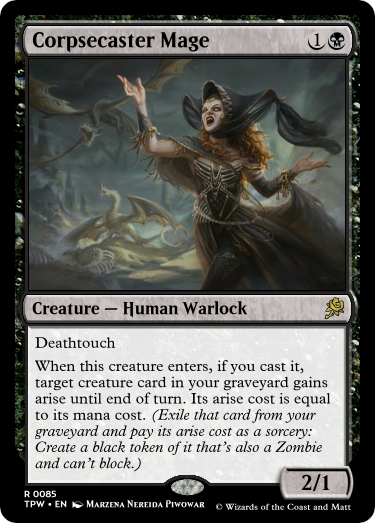 Corpsecaster Mage 1
Creature — Human Warlock
Deathtouch
When this creature enters, if you cast it,
target creature card in your graveyard gains
arise until end of turn. Its arise cost is equal
to its mana cost. (Exile that card from your
graveyard and pay its arise cost as a sorcery:
Create a black token of it that's also a Zombie
and can't block.)
2/1
R 0085
TPW • EN Marzena Nereida Piwowar
© Wizards of the Coast and Matt